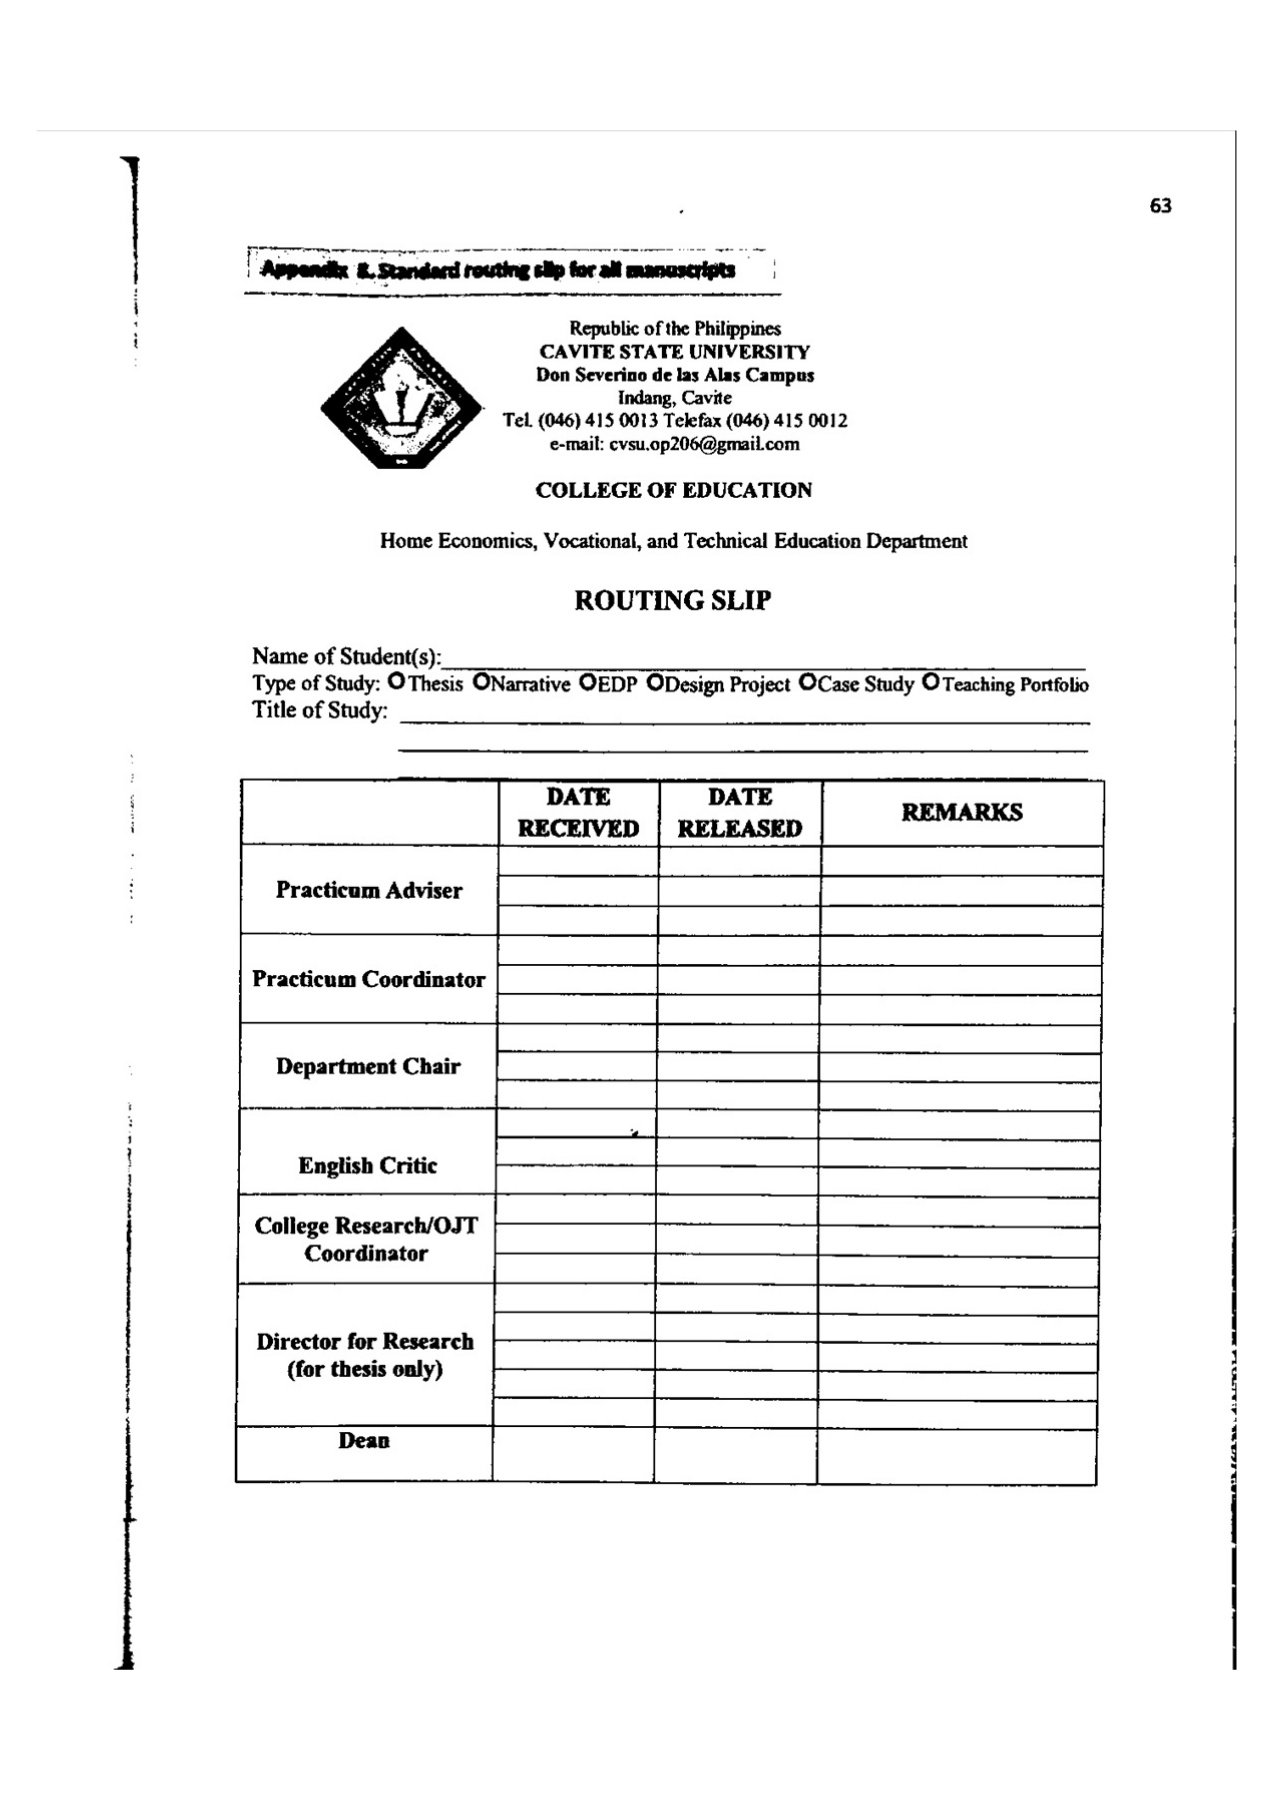 63
Appendix 8. Standard routing slip for all manuscripts
Republic of the Philippines
CAVITE STATE UNIVERSITY
Don Severino de las Alas Campus
Indang, Cavite
Tel. (046) 415 0013 Telefax (046) 415 0012
e-mail: cvsu.op206@gmail.com
COLLEGE OF EDUCATION
Home Economics, Vocational, and Technical Education Department
ROUTING SLIP
Name of Student(s):
Type of Study: Thesis Narrative EDP Design Project Case Study Teaching Portfolio
Title of Study:
DATE RECEIVED DATE RELEASED REMARKS
Practicum Adviser
Practicum Coordinator
Department Chair
English Critic
College Research/OJT
Coordinator
Director for Research
(for thesis only)
Dean